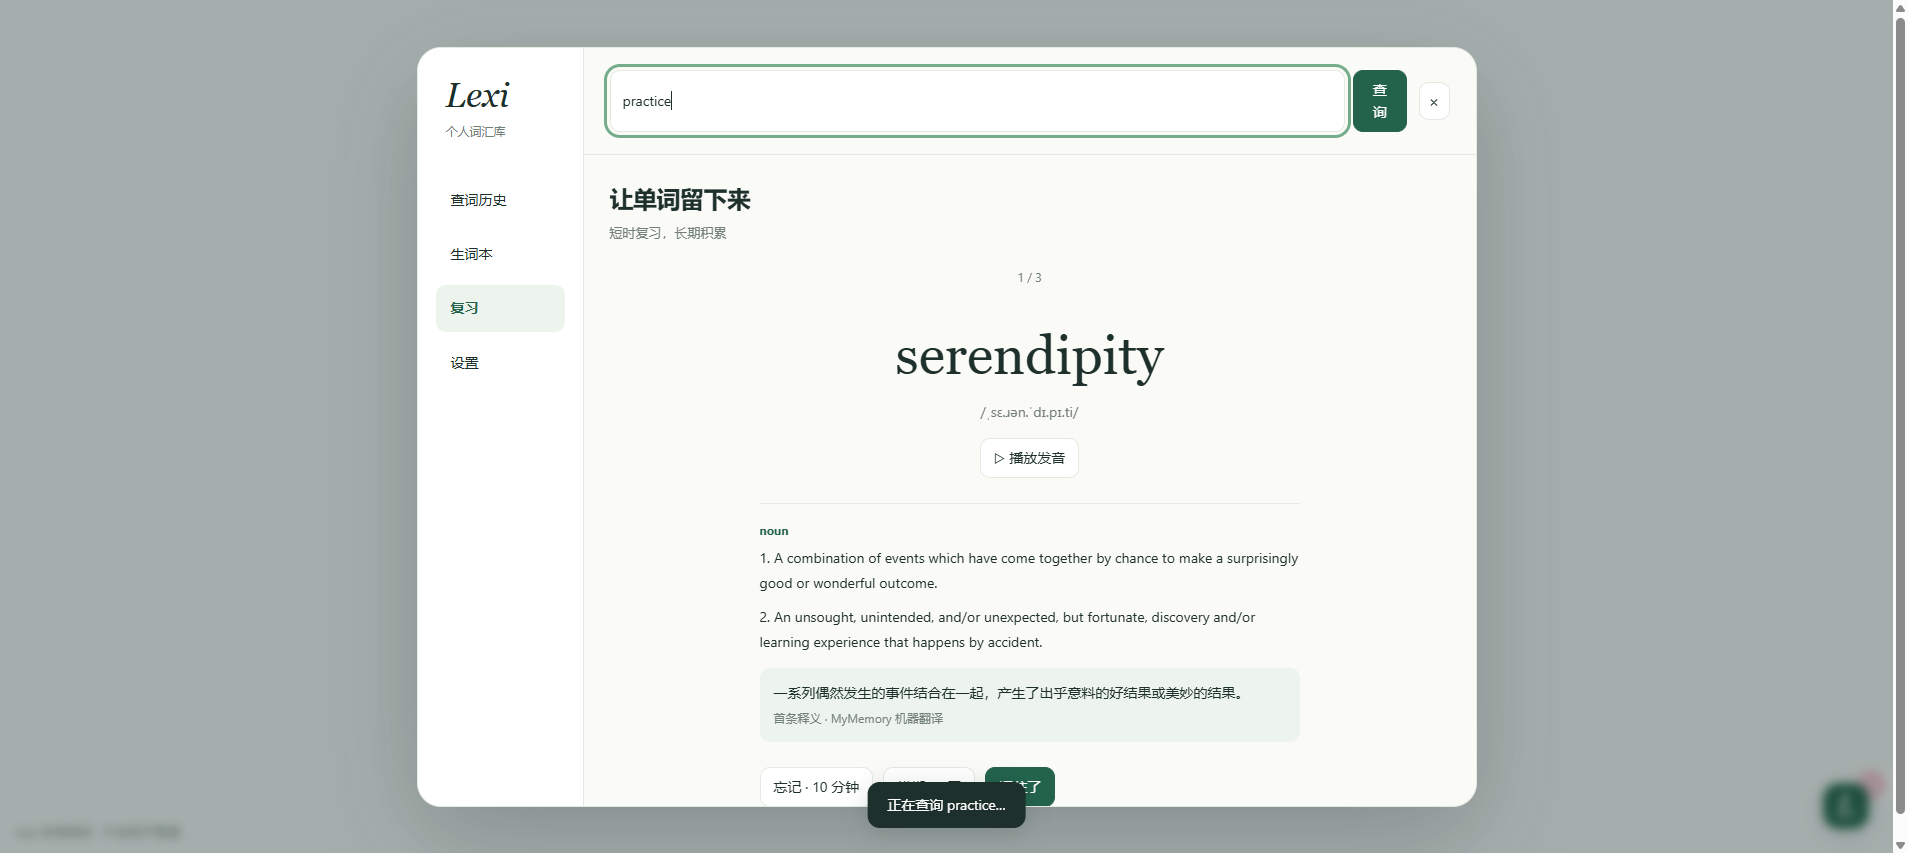 Lexi
个人词汇库
查词历史
生词本
复习
设置
practice
查
询
×
让单词留下来
短时复习，长期积累
1 / 3
serendipity
/ˌsɛ.ɹən.ˈdɪ.pɪ.ti/
▷ 播放发音
noun
1. A combination of events which have come together by chance to make a surprisingly
good or wonderful outcome.
2. An unsought, unintended, and/or unexpected, but fortunate, discovery and/or
learning experience that happens by accident.
一系列偶然发生的事件结合在一起，产生了出乎意料的好结果或美妙的结果。
首条释义 · MyMemory 机器翻译
忘记 · 10 分钟
住了
正在查询 practice...